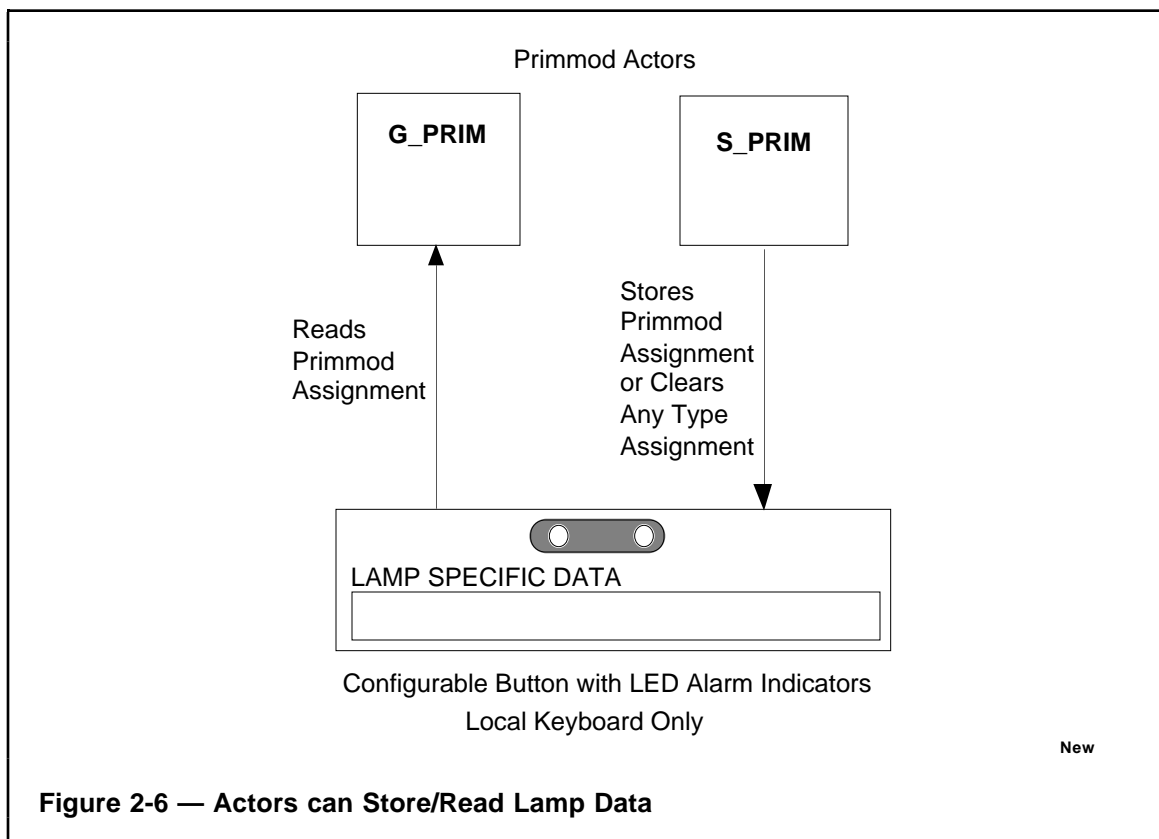 Primmod Actors
G_PRIM
S_PRIM
Reads
Primmod
Assignment
Stores
Primmod
Assignment
or Clears
Any Type
Assignment
LAMP SPECIFIC DATA
Configurable Button with LED Alarm Indicators
Local Keyboard Only
New
Figure 2-6 — Actors can Store/Read Lamp Data